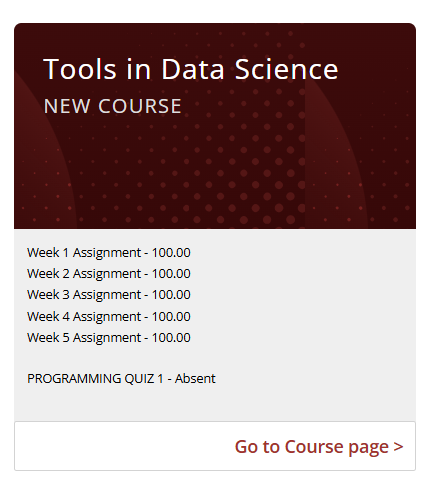 Tools in Data Science
NEW COURSE
Week 1 Assignment - 100.00
Week 2 Assignment - 100.00
Week 3 Assignment - 100.00
Week 4 Assignment - 100.00
Week 5 Assignment - 100.00
PROGRAMMING QUIZ 1 - Absent
Go to Course page >